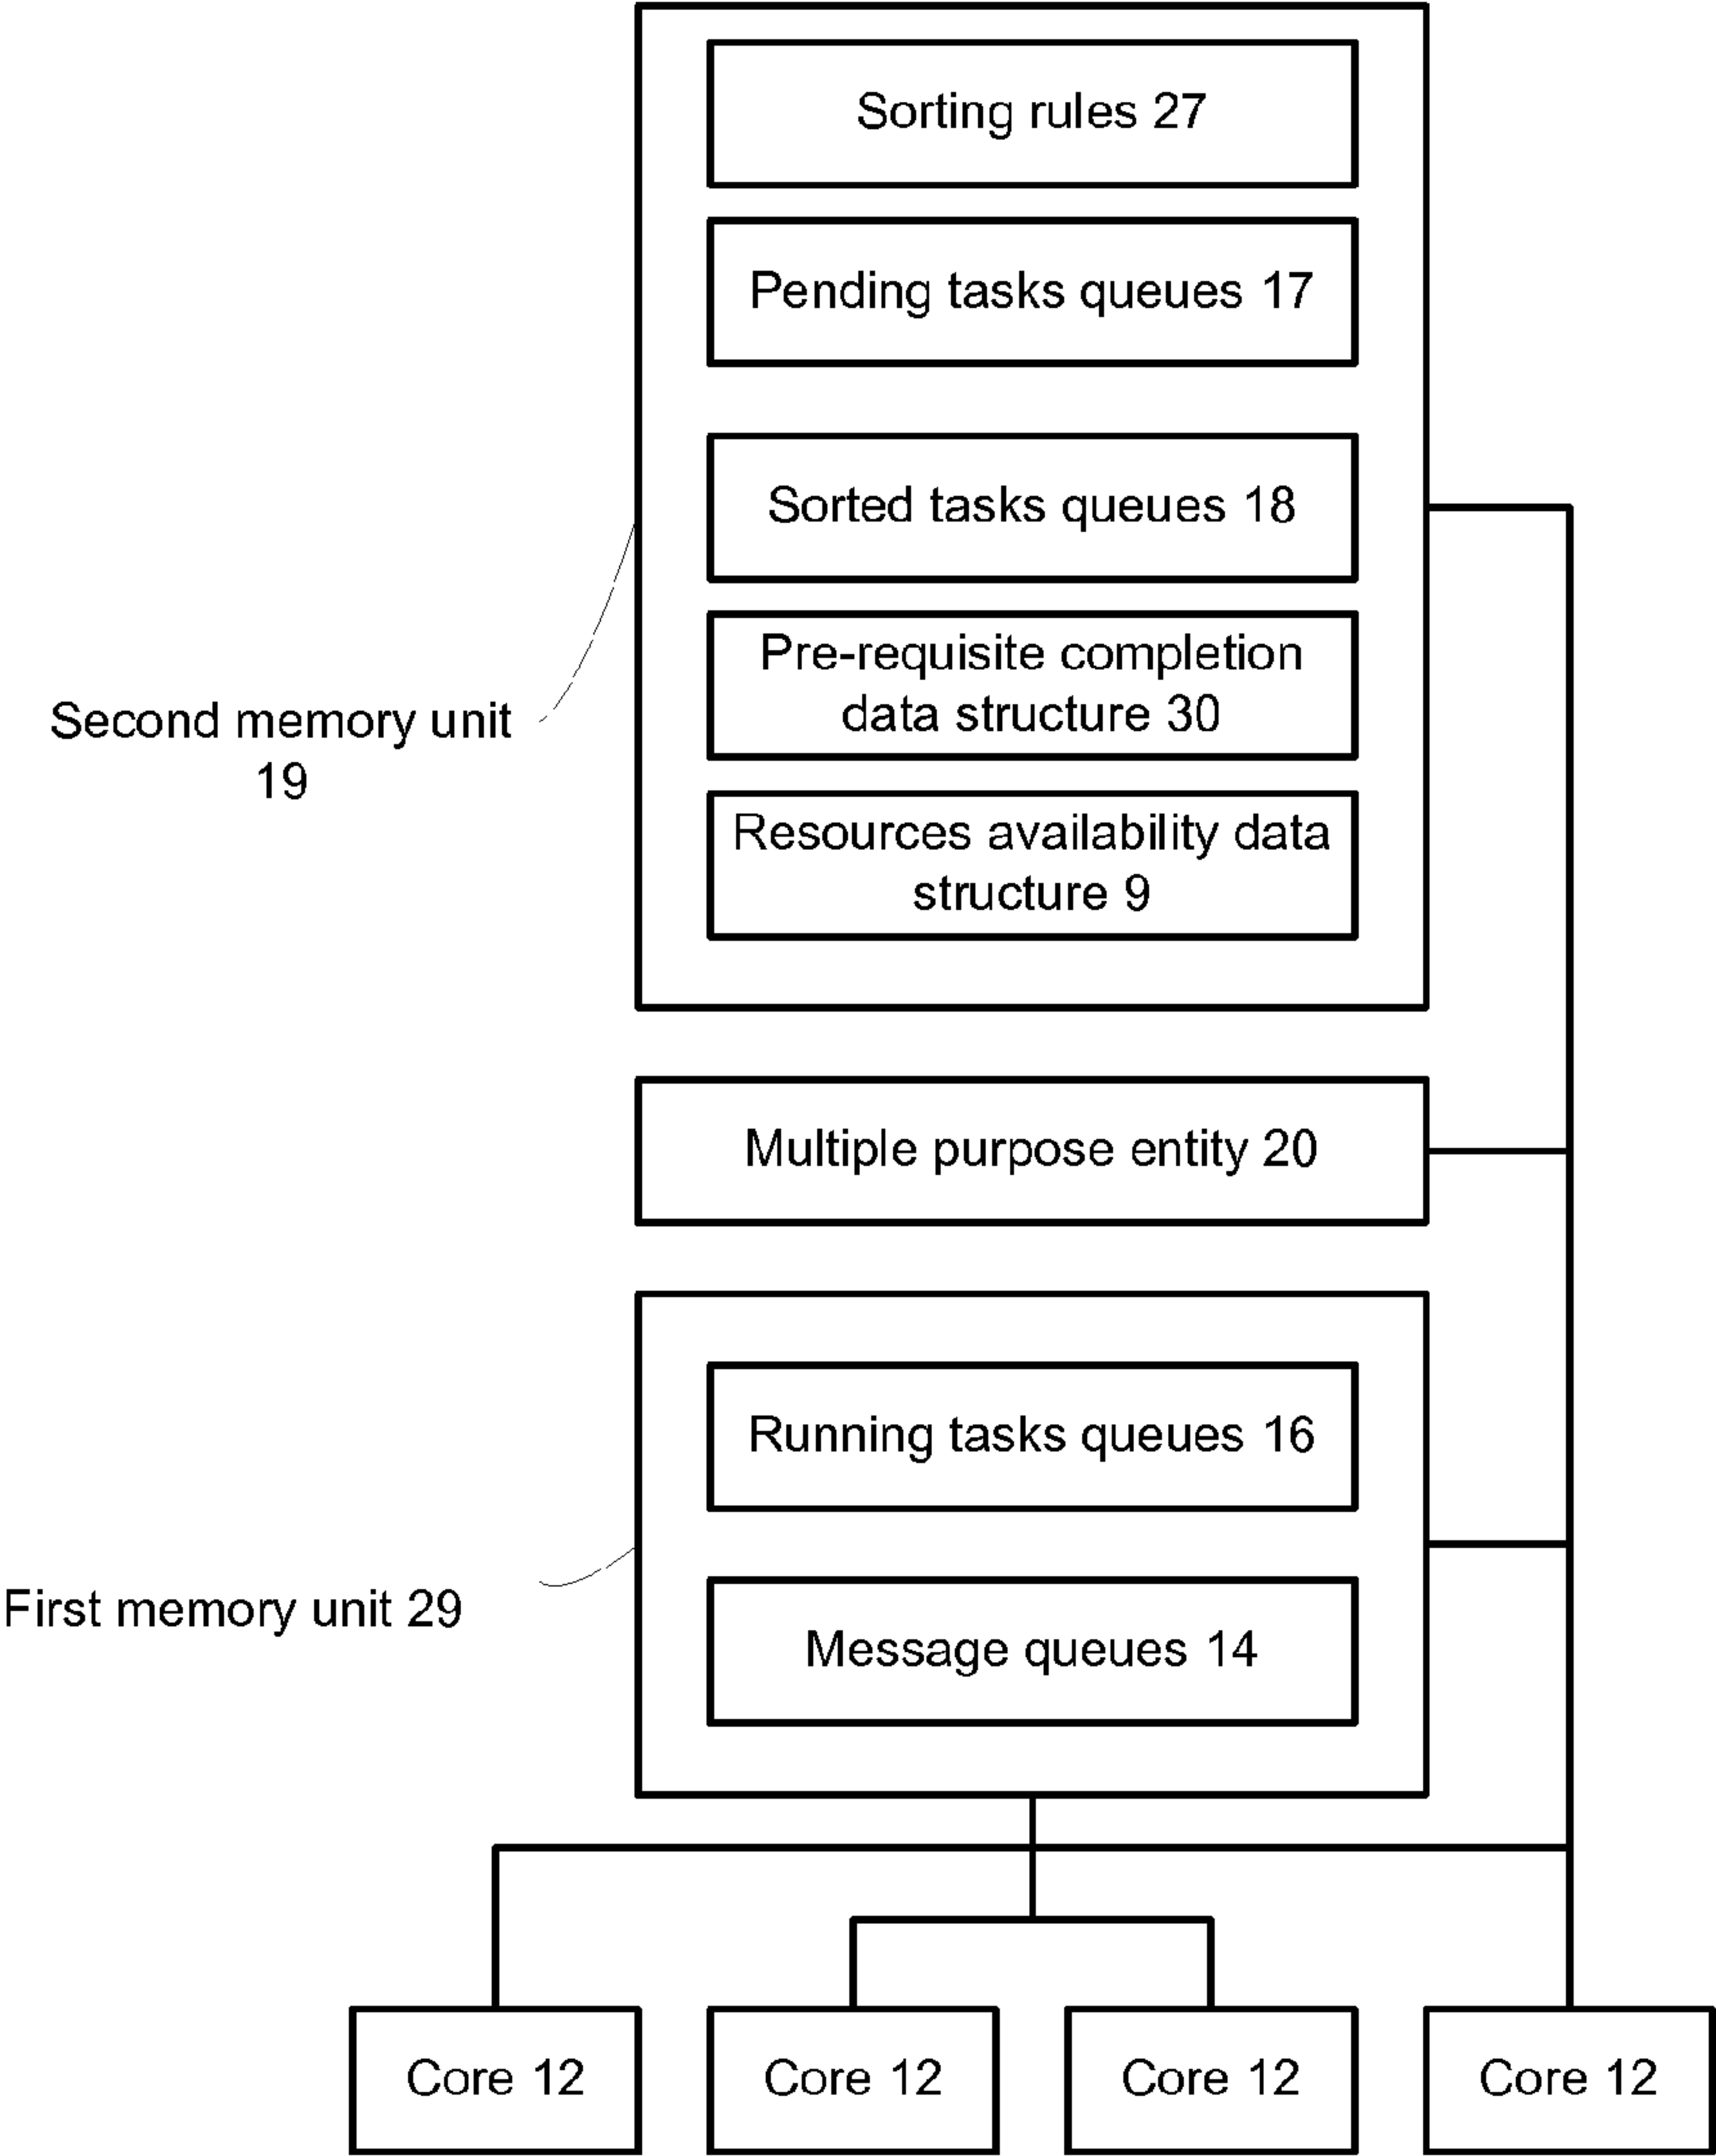 Sorting rules 27
Pending tasks queues 17
Sorted tasks queues 18
Pre-requisite completion
data structure 30
Second memory unit
19
Resources availability data
structure 9
Multiple purpose entity 20
Running tasks queues 16
First memory unit 29
Message queues 14
Core 12
Core 12
Core 12
Core 12